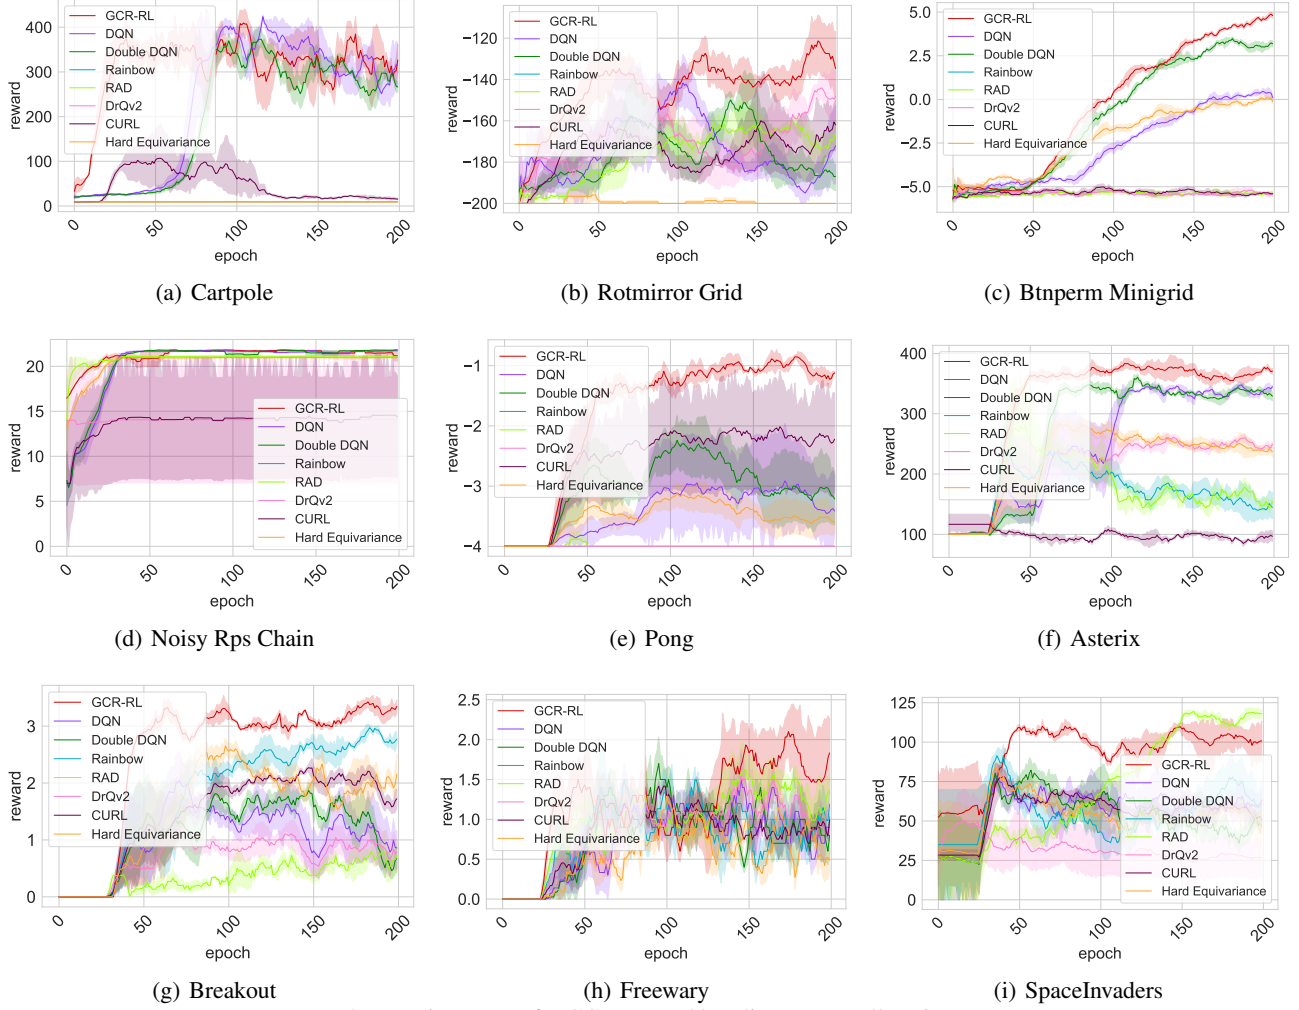 400
300
200
100
0
reward
GCR-RL
DQN
Double DQN
Rainbow
RAD
DrQv2
CURL
Hard Equivariance
0
50
100
150
200
epoch
(a) Cartpole
−120
−140
−160
−180
−200
reward
GCR-RL
DQN
Double DQN
Rainbow
RAD
DrQv2
CURL
Hard Equivariance
0
50
100
150
200
epoch
(b) Rotmirror Grid
5.0
2.5
0.0
−2.5
−5.0
reward
GCR-RL
DQN
Double DQN
Rainbow
RAD
DrQv2
CURL
Hard Equivariance
0
50
100
150
200
epoch
(c) Btnperm Minigrid
20
15
10
5
0
reward
GCR-RL
DQN
Double DQN
Rainbow
RAD
DrQv2
CURL
Hard Equivariance
0
50
100
150
200
epoch
(d) Noisy Rps Chain
−1
−2
−3
−4
reward
GCR-RL
DQN
Double DQN
Rainbow
RAD
DrQv2
CURL
Hard Equivariance
0
50
100
150
200
epoch
(e) Pong
400
300
200
100
reward
GCR-RL
DQN
Double DQN
Rainbow
RAD
DrQv2
CURL
Hard Equivariance
0
50
100
150
200
epoch
(f) Asterix
3
2
1
0
reward
GCR-RL
DQN
Double DQN
Rainbow
RAD
DrQv2
CURL
Hard Equivariance
0
50
100
150
200
epoch
(g) Breakout
2.5
2.0
1.5
1.0
0.5
0.0
reward
GCR-RL
DQN
Double DQN
Rainbow
RAD
DrQv2
CURL
Hard Equivariance
0
50
100
150
200
epoch
(h) Freewary
125
100
75
50
25
0
reward
GCR-RL
DQN
Double DQN
Rainbow
RAD
DrQv2
CURL
Hard Equivariance
0
50
100
150
200
epoch
(i) SpaceInvaders